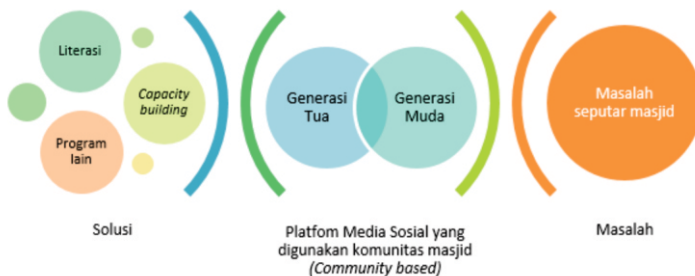 Literasi
Capacity
building
Program
lain
Generasi
Tua
Generasi
Muda
Masalah
seputar masjid
Solusi
Platfom Media Sosial yang
digunakan komunitas masjid
(Community based)
Masalah